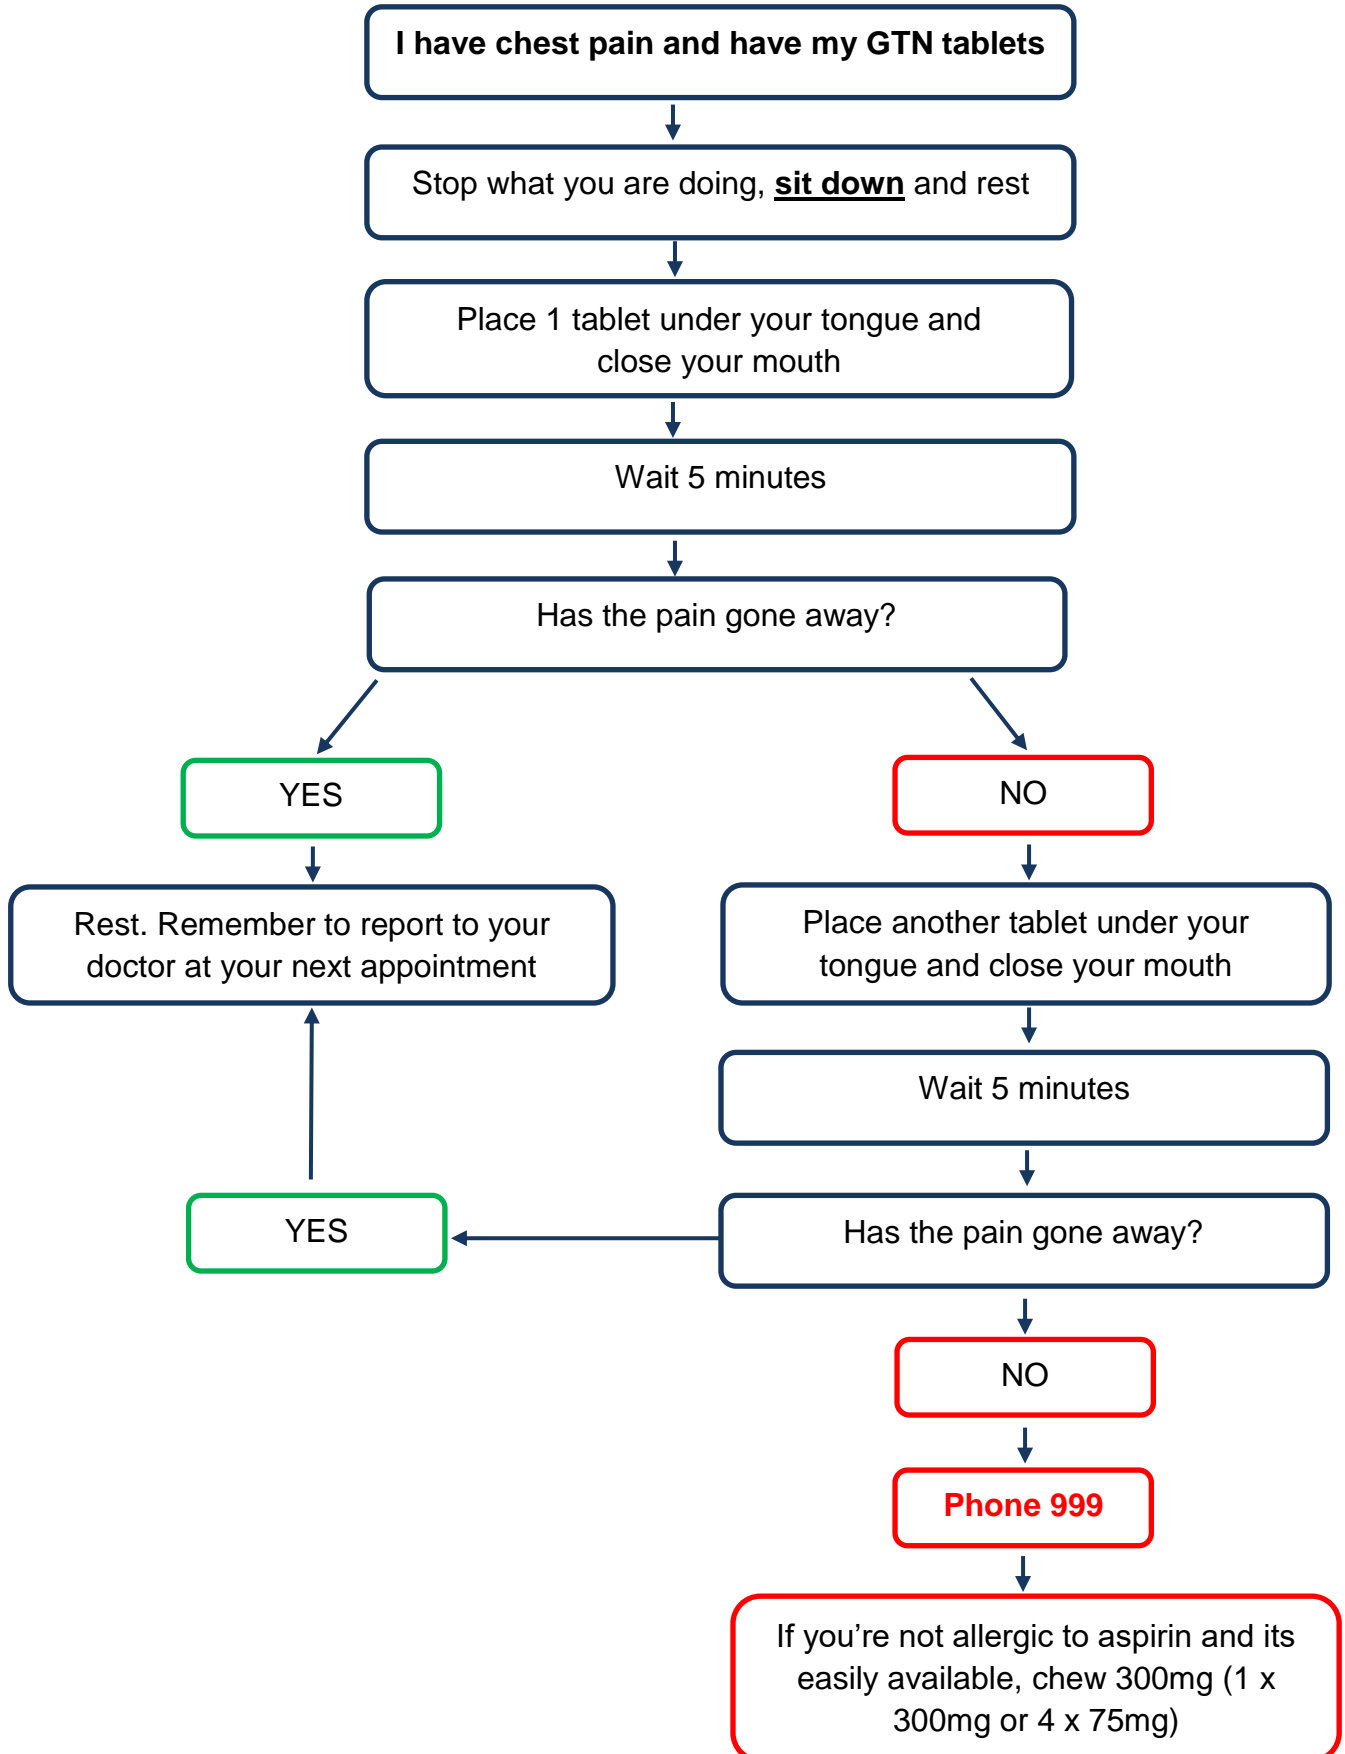 I have chest pain and have my GTN tablets
Stop what you are doing, sit down and rest
Place 1 tablet under your tongue and
close your mouth
Wait 5 minutes
Has the pain gone away?
YES
NO
Rest. Remember to report to your
doctor at your next appointment
Place another tablet under your
tongue and close your mouth
Wait 5 minutes
YES
Has the pain gone away?
NO
Phone 999
If you’re not allergic to aspirin and its
easily available, chew 300mg (1 x
300mg or 4 x 75mg)